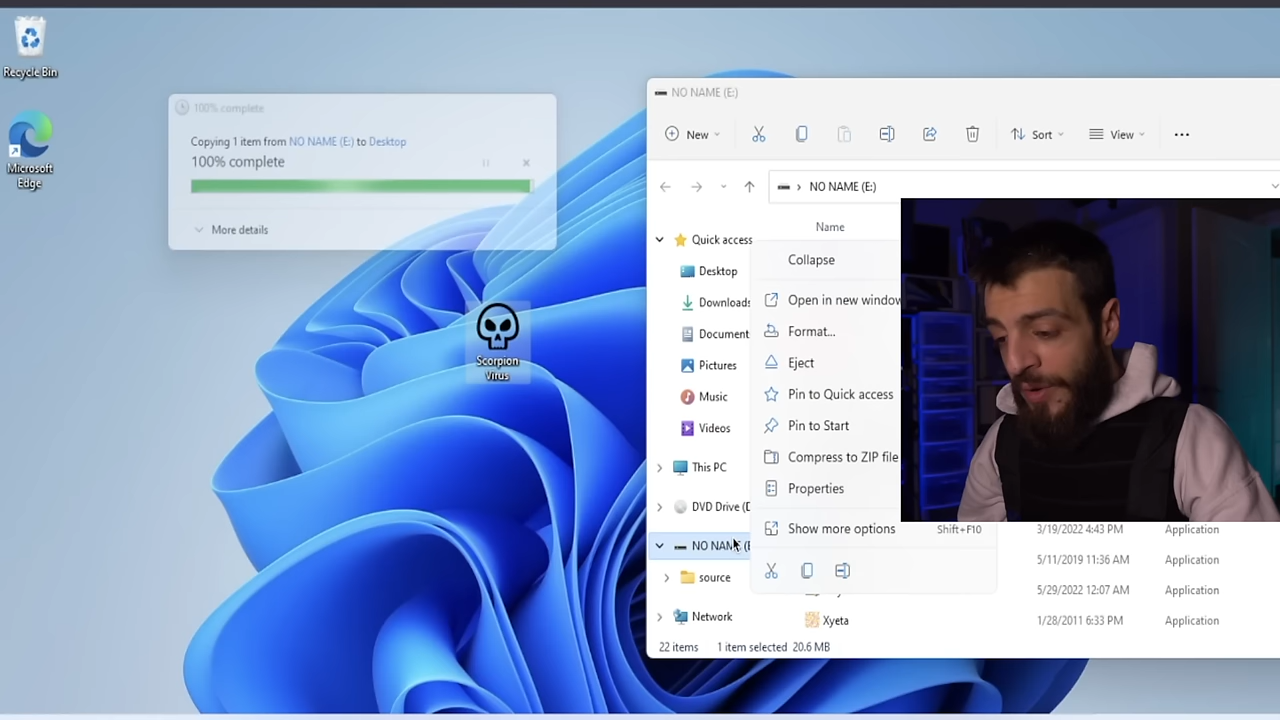 Recycle Bin
Microsoft
Edge
100% complete
Copying 1 item from NO NAME (E:) to Desktop
100% complete
More details
Scorpion
Virus
NO NAME (E:)
New
Sort
View
NO NAME (E:)
Name
Quick access
Desktop
Downloads
Document
Pictures
Music
Videos
This PC
DVD Drive (D
NO NAME (E
source
Network
Collapse
Open in new window
Format...
Eject
Pin to Quick access
Pin to Start
Compress to ZIP file
Properties
Show more options Shift+F10
3/19/2022 4:43 PM Application
5/11/2019 11:36 AM Application
5/29/2022 12:07 AM Application
Xyeta 1/28/2011 6:33 PM Application
22 items 1 item selected 20.6 MB